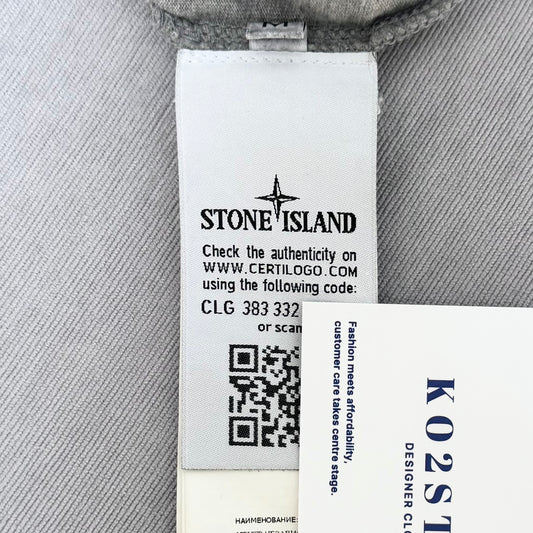 M
STONE ISLAND
Check the authenticity on
WWW.CERTILOGO.COM
using the following code:
CLG 383 332
or scan
НАИМЕНОВАНИЕ:
Fashion meets affordability,
customer care takes centre stage.
KO2ST
DESIGNER CLO